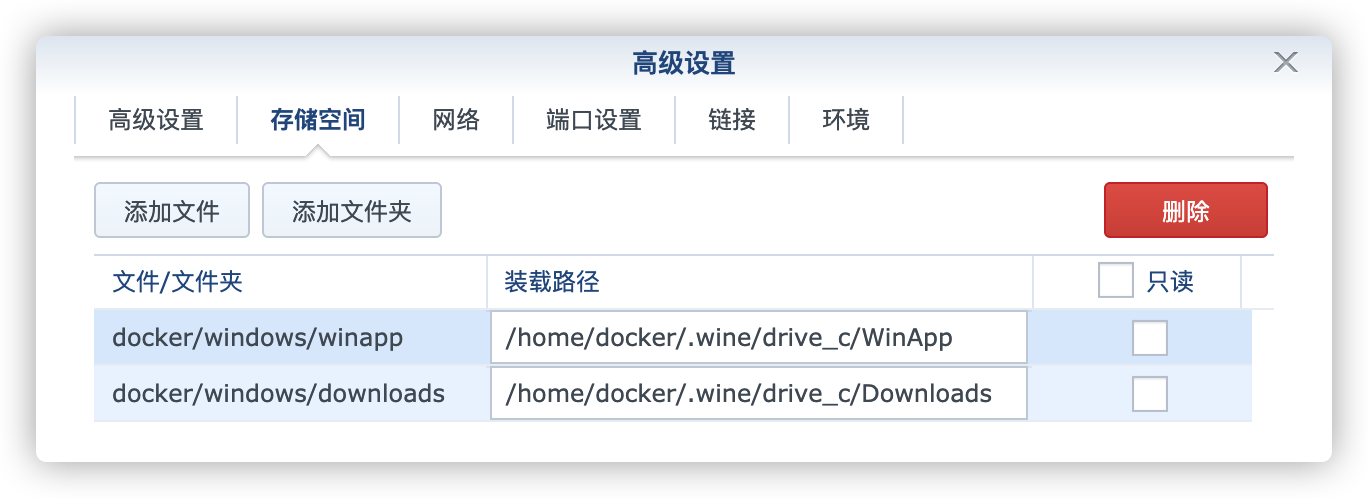 高级设置
高级设置 存储空间 网络 端口设置 链接 环境
添加文件 添加文件夹 删除
文件/文件夹 装载路径 只读
docker/windows/winapp /home/docker/.wine/drive_c/WinApp
docker/windows/downloads /home/docker/.wine/drive_c/Downloads